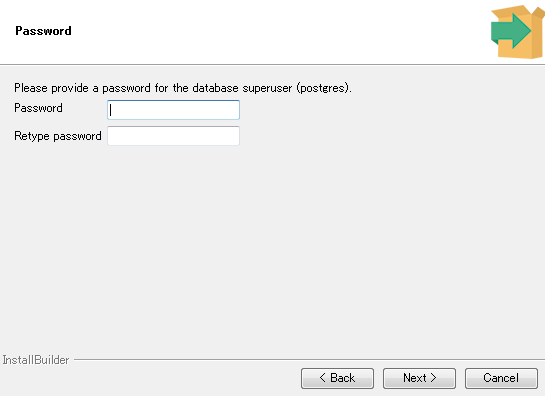 Password
Please provide a password for the database superuser (postgres).
Password
Retype password
InstallBuilder
< Back
Next >
Cancel